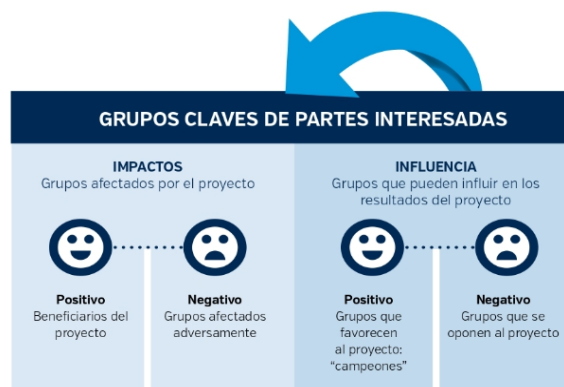 GRUPOS CLAVES DE PARTES INTERESADAS
IMPACTOS
Grupos afectados por el proyecto
INFLUENCIA
Grupos que pueden influir en los
resultados del proyecto
Positivo
Beneficiarios del
proyecto
Negativo
Grupos afectados
adversamente
Positivo
Grupos que
favorecen
al proyecto:
“campeones”
Negativo
Grupos que se
oponen al proyecto